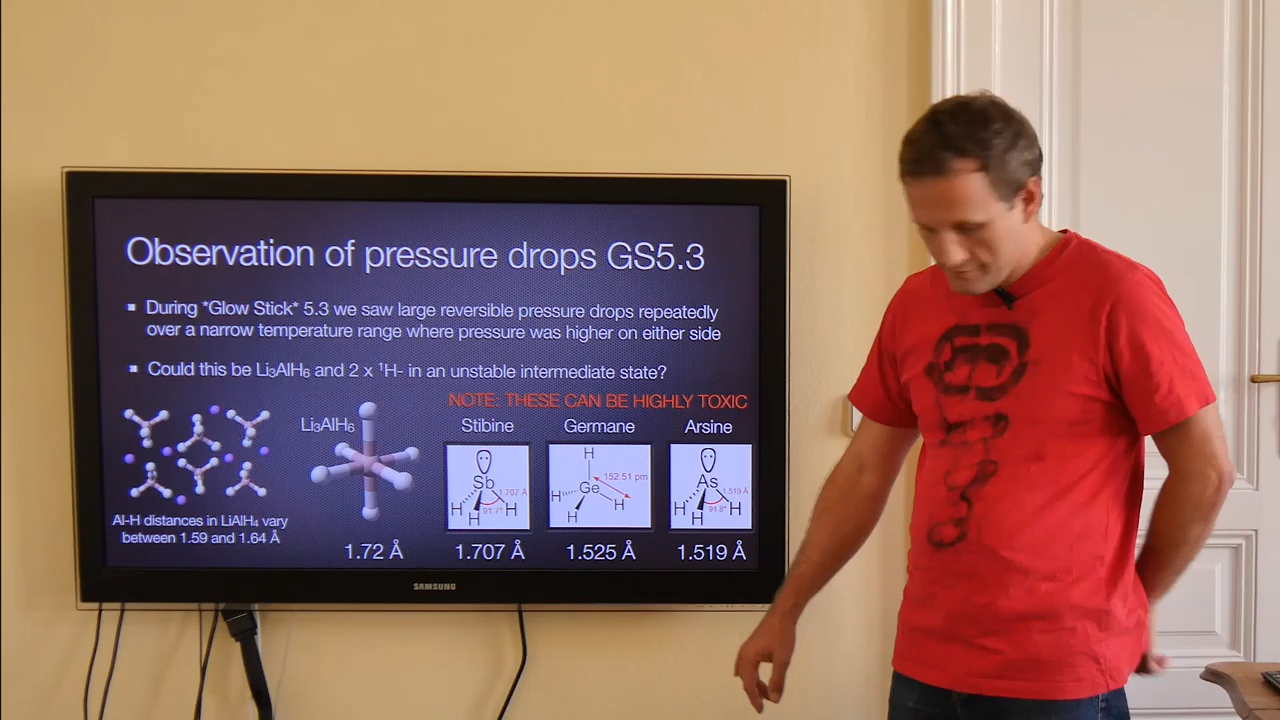 Observation of pressure drops GS5.3
▪ During *Glow Stick* 5.3 we saw large reversible pressure drops repeatedly
over a narrow temperature range where pressure was higher on either side
▪ Could this be Li₃AlH₆ and 2 x ¹H- in an unstable intermediate state?
NOTE: THESE CAN BE HIGHLY TOXIC
Li₃AlH₆
Stibine
Germane
Arsine
Sb
H
H
H
1.707 Å
91.7°
H
Ge
H
H
H
152.51 pm
As
H
H
H
1.519 Å
91.8°
Al-H distances in LiAlH₄ vary
between 1.59 and 1.64 Å
1.72 Å
1.707 Å
1.525 Å
1.519 Å
SAMSUNG